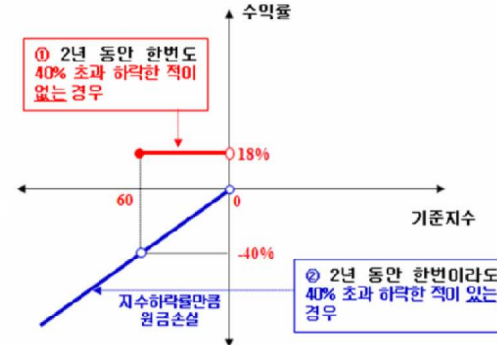 수익률
① 2년 동안 한번도
40% 초과 하락한 적이
없는 경우
18%
60
0
기준지수
-40%
지수하락률만큼
원금손실
② 2년 동안 한번이라도
40% 초과 하락한 적이 있는
경우